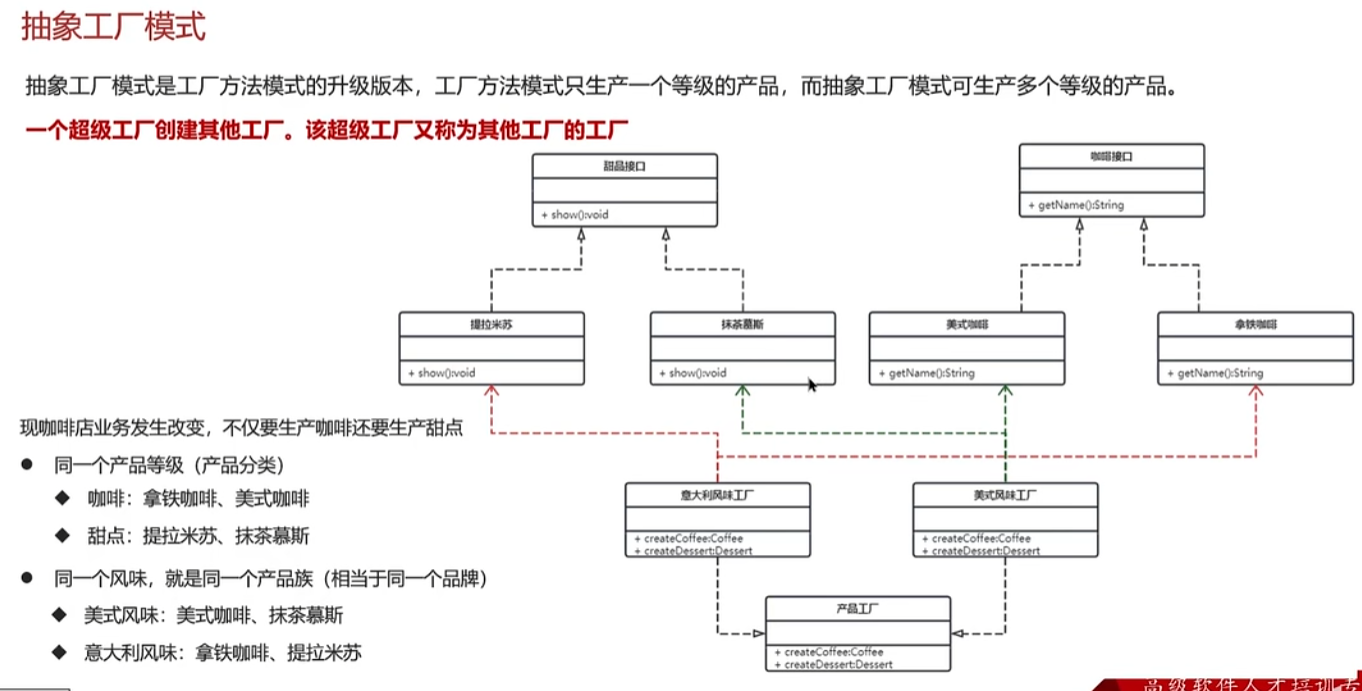 抽象工厂模式
抽象工厂模式是工厂方法模式的升级版本，工厂方法模式只生产一个等级的产品，而抽象工厂模式可生产多个等级的产品。
一个超级工厂创建其他工厂。该超级工厂又称为其他工厂的工厂
甜品接口
+ show():void
咖啡接口
+ getName():String
提拉米苏
+ show():void
抹茶慕斯
+ show():void
美式咖啡
+ getName():String
拿铁咖啡
+ getName():String
现咖啡店业务发生改变，不仅要生产咖啡还要生产甜点
● 同一个产品等级（产品分类）
◆ 咖啡：拿铁咖啡、美式咖啡
◆ 甜点：提拉米苏、抹茶慕斯
● 同一个风味，就是同一个产品族（相当于同一个品牌）
◆ 美式风味：美式咖啡、抹茶慕斯
◆ 意大利风味：拿铁咖啡、提拉米苏
意大利风味工厂
+ createCoffee:Coffee
+ createDessert:Dessert
美式风味工厂
+ createCoffee:Coffee
+ createDessert:Dessert
产品工厂
+ createCoffee:Coffee
+ createDessert:Dessert
高级软件人才培训专